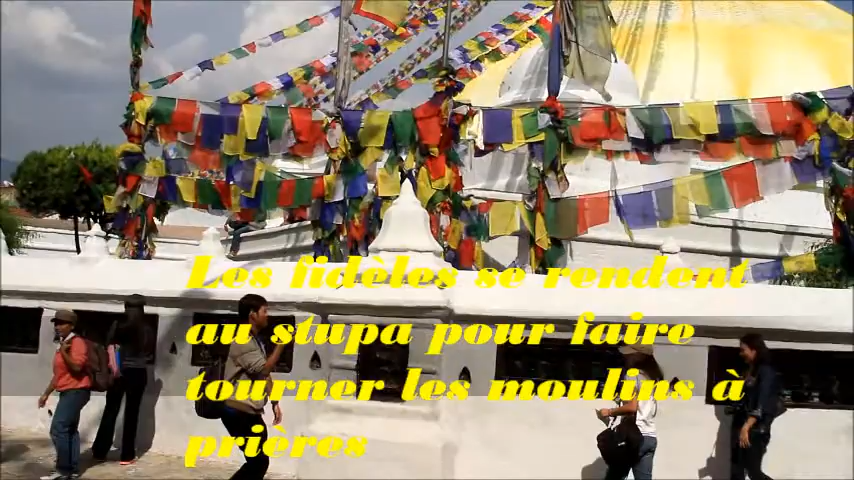 Les fidèles se rendent
au stupa pour faire
tourner les moulins à
prières